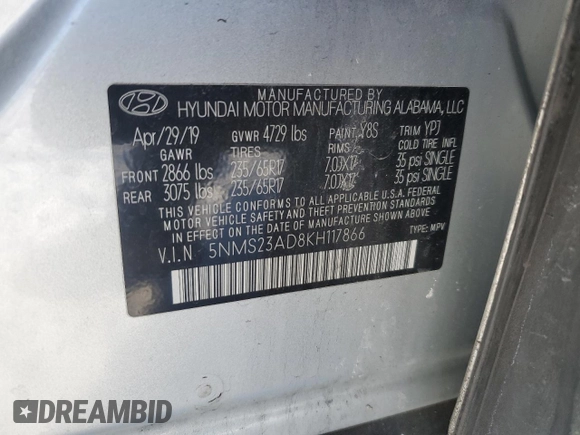 MANUFACTURED BY
HYUNDAI MOTOR MANUFACTURING ALABAMA, LLC
Apr/29/19 GVWR 4729 lbs PAINT Y8S TRIM YPJ
GAWR TIRES RIMS COLD TIRE INFL
FRONT 2866 lbs 235/65R17 7.0JX17 35 psi SINGLE
REAR 3075 lbs 235/65R17 7.0JX17 35 psi SINGLE
THIS VEHICLE CONFORMS TO ALL APPLICABLE U.S.A. FEDERAL
MOTOR VEHICLE SAFETY AND THEFT PREVENTION STANDARDS
IN EFFECT ON THE DATE OF MANUFACTURE SHOWN ABOVE.
V.I.N 5NMS23AD8KH117866 TYPE: MPV
DREAMBID